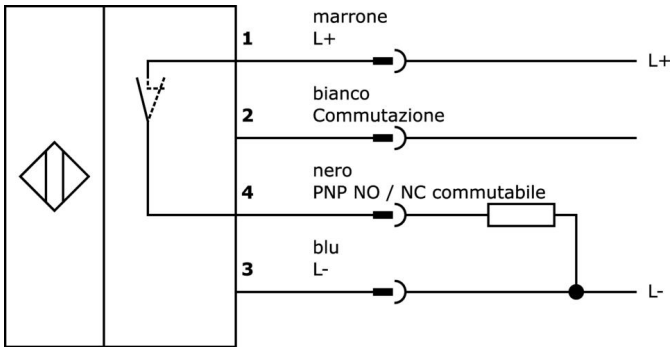 marrone
1 L+ L+
bianco
2 Commutazione
nero
4 PNP NO / NC commutabile
blu
3 L- L-